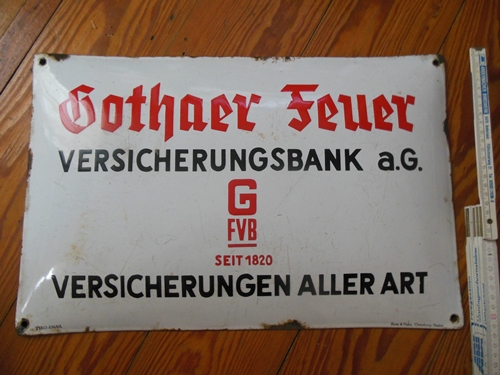 Gothaer Feuer
VERSICHERUNGSBANK a.G.
G
FVB
SEIT 1820
VERSICHERUNGEN ALLER ART